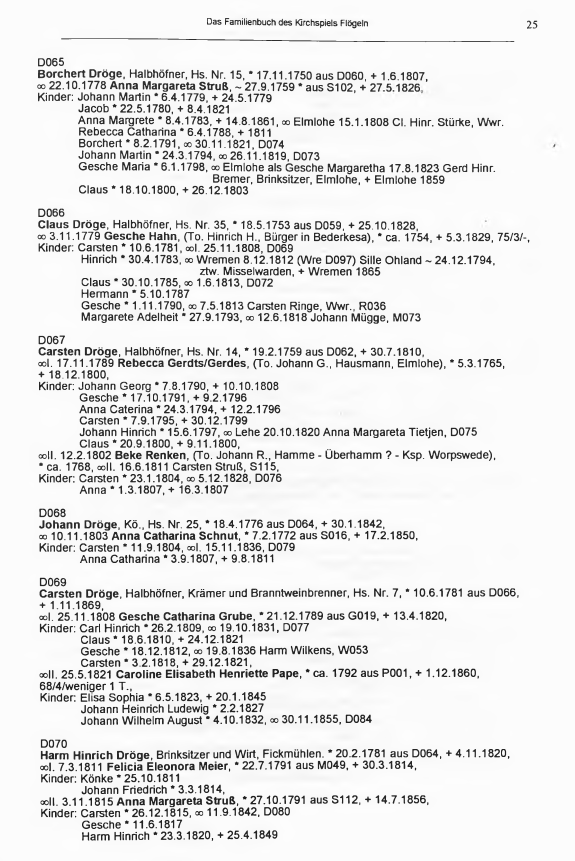 Das Familienbuch des Kirchspiels Flögeln 25
D065
Borchert Dröge, Halbhöfner, Hs. Nr. 15, * 17.11.1750 aus D060, + 1.6.1807,
∞ 22.10.1778 Anna Margareta Struß, ~ 27.9.1759 * aus S102, + 27.5.1826,
Kinder: Johann Martin * 6.4.1779, + 24.5.1779
Jacob * 22.5.1780, + 8.4.1821
Anna Margrete * 8.4.1783, + 14.8.1861, ∞ Elmlohe 15.1.1808 Cl. Hinr. Stürke, Wwr.
Rebecca Catharina * 6.4.1788, + 1811
Borchert * 8.2.1791, ∞ 30.11.1821, D074
Johann Martin * 24.3.1794, ∞ 26.11.1819, D073
Gesche Maria * 6.1.1798, ∞ Elmlohe als Gesche Margaretha 17.8.1823 Gerd Hinr.
Bremer, Brinksitzer, Elmlohe, + Elmlohe 1859
Claus * 18.10.1800, + 26.12.1803
D066
Claus Dröge, Halbhöfner, Hs. Nr. 35, * 18.5.1753 aus D059, + 25.10.1828,
∞ 3.11.1779 Gesche Hahn, (To. Hinrich H., Bürger in Bederkesa), * ca. 1754, + 5.3.1829, 75/3/-,
Kinder: Carsten * 10.6.1781, ∞I. 25.11.1808, D069
Hinrich * 30.4.1783, ∞ Wremen 8.12.1812 (Wre D097) Sille Ohland ~ 24.12.1794,
ztw. Misselwarden, + Wremen 1865
Claus * 30.10.1785, ∞ 1.6.1813, D072
Hermann * 5.10.1787
Gesche * 1.11.1790, ∞ 7.5.1813 Carsten Ringe, Wwr., R036
Margarete Adelheit * 27.9.1793, ∞ 12.6.1818 Johann Mügge, M073
D067
Carsten Dröge, Halbhöfner, Hs. Nr. 14, * 19.2.1759 aus D062, + 30.7.1810,
∞I. 17.11.1789 Rebecca Gerdts/Gerdes, (To. Johann G., Hausmann, Elmlohe), * 5.3.1765,
+ 18.12.1800,
Kinder: Johann Georg * 7.8.1790, + 10.10.1808
Gesche * 17.10.1791, + 9.2.1796
Anna Caterina * 24.3.1794, + 12.2.1796
Carsten * 7.9.1795, + 30.12.1799
Johann Hinrich * 15.6.1797, ∞ Lehe 20.10.1820 Anna Margareta Tietjen, D075
Claus * 20.9.1800, + 9.11.1800,
∞II. 12.2.1802 Beke Renken, (To. Johann R., Hamme - Überhamm ? - Ksp. Worpswede),
* ca. 1768, ∞II. 16.6.1811 Carsten Struß, S115,
Kinder: Carsten * 23.1.1804, ∞ 5.12.1828, D076
Anna * 1.3.1807, + 16.3.1807
D068
Johann Dröge, Kö., Hs. Nr. 25, * 18.4.1776 aus D064, + 30.1.1842,
∞ 10.11.1803 Anna Catharina Schnut, * 7.2.1772 aus S016, + 17.2.1850,
Kinder: Carsten * 11.9.1804, ∞I. 15.11.1836, D079
Anna Catharina * 3.9.1807, + 9.8.1811
D069
Carsten Dröge, Halbhöfner, Krämer und Branntweinbrenner, Hs. Nr. 7, * 10.6.1781 aus D066,
+ 1.11.1869,
∞I. 25.11.1808 Gesche Catharina Grube, * 21.12.1789 aus G019, + 13.4.1820,
Kinder: Carl Hinrich * 26.2.1809, ∞ 19.10.1831, D077
Claus * 18.6.1810, + 24.12.1821
Gesche * 18.12.1812, ∞ 19.8.1836 Harm Wilkens, W053
Carsten * 3.2.1818, + 29.12.1821,
∞II. 25.5.1821 Caroline Elisabeth Henriette Pape, * ca. 1792 aus P001, + 1.12.1860,
68/4/weniger 1 T.,
Kinder: Elisa Sophia * 6.5.1823, + 20.1.1845
Johann Heinrich Ludewig * 2.2.1827
Johann Wilhelm August * 4.10.1832, ∞ 30.11.1855, D084
D070
Harm Hinrich Dröge, Brinksitzer und Wirt, Fickmühlen. * 20.2.1781 aus D064, + 4.11.1820,
∞I. 7.3.1811 Felicia Eleonora Meier, * 22.7.1791 aus M049, + 30.3.1814,
Kinder: Könke * 25.10.1811
Johann Friedrich * 3.3.1814,
∞II. 3.11.1815 Anna Margareta Struß, * 27.10.1791 aus S112, + 14.7.1856,
Kinder: Carsten * 26.12.1815, ∞ 11.9.1842, D080
Gesche * 11.6.1817
Harm Hinrich * 23.3.1820, + 25.4.1849